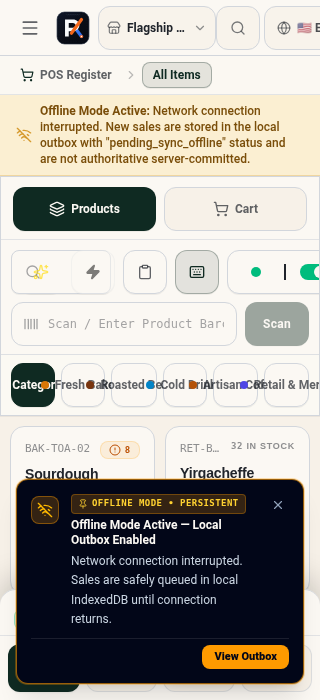 Flagship ...
POS Register
All Items
Offline Mode Active: Network connection
interrupted. New sales are stored in the local
outbox with "pending_sync_offline" status and
are not authoritative server-committed.
Products
Cart
Scan / Enter Product Bar
Scan
BAK-TOA-02
8
Sourdough
RET-B...
32 IN STOCK
Yirgacheffe
OFFLINE MODE • PERSISTENT
Offline Mode Active — Local
Outbox Enabled
Network connection interrupted.
Sales are safely queued in local
IndexedDB until connection
returns.
View Outbox